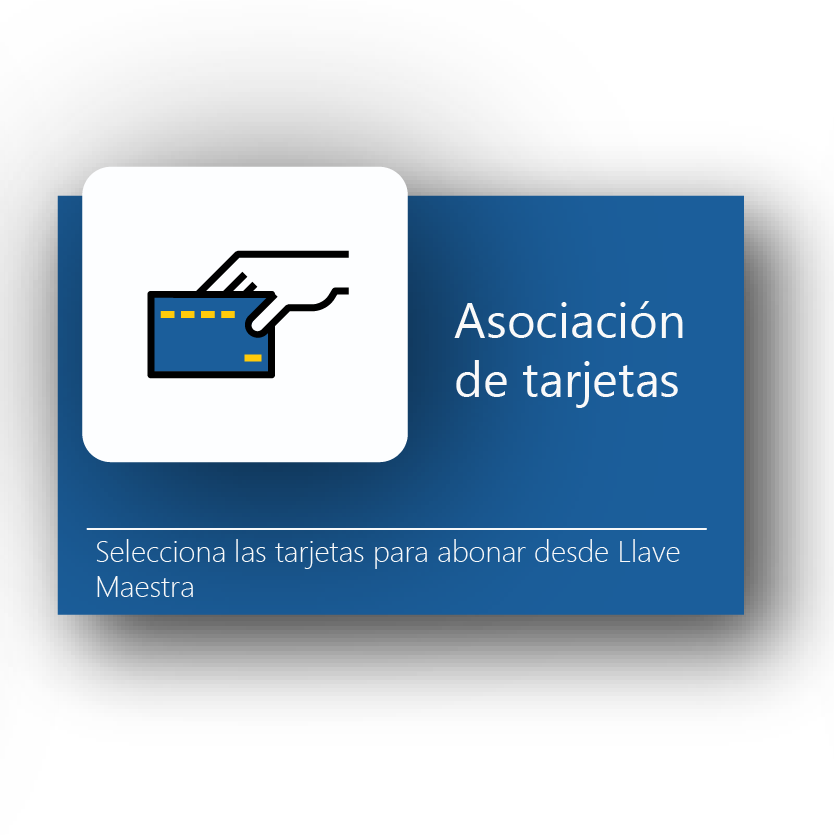 Asociación
de tarjetas
Selecciona las tarjetas para abonar desde Llave
Maestra